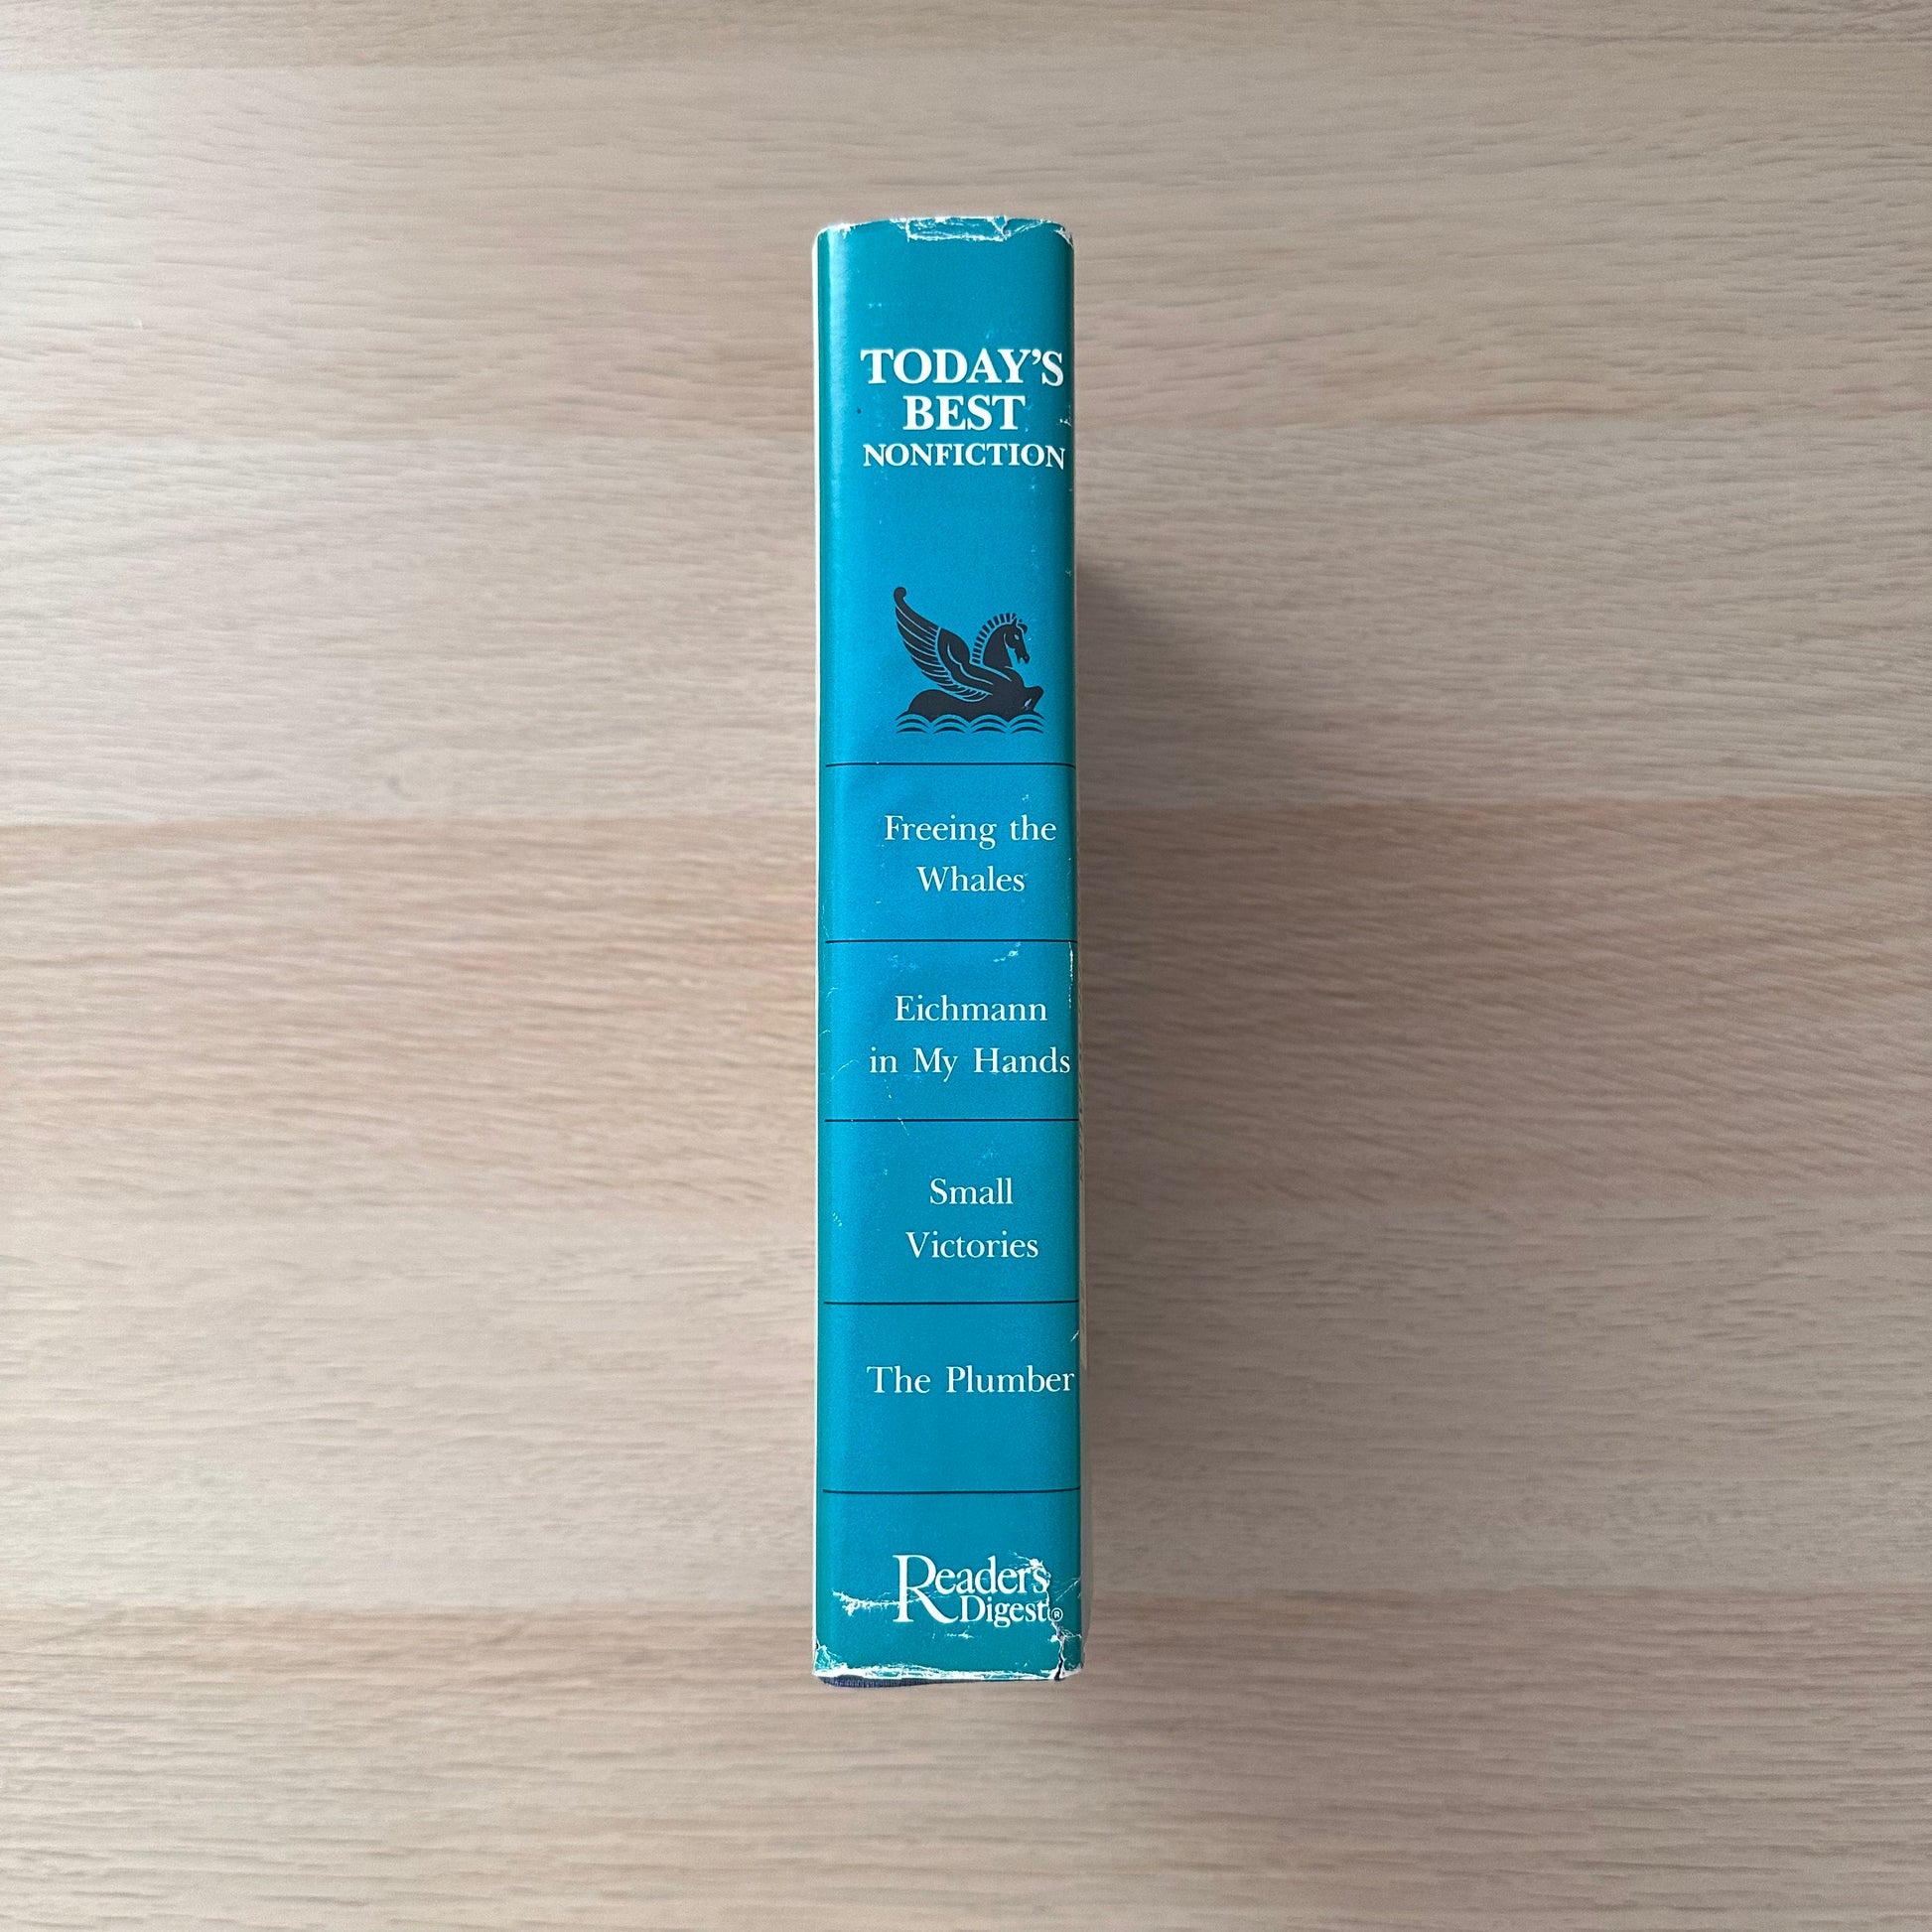 TODAY'S
BEST
NONFICTION
Freeing the
Whales
Eichmann
in My Hands
Small
Victories
The Plumber
Reader's
Digest®